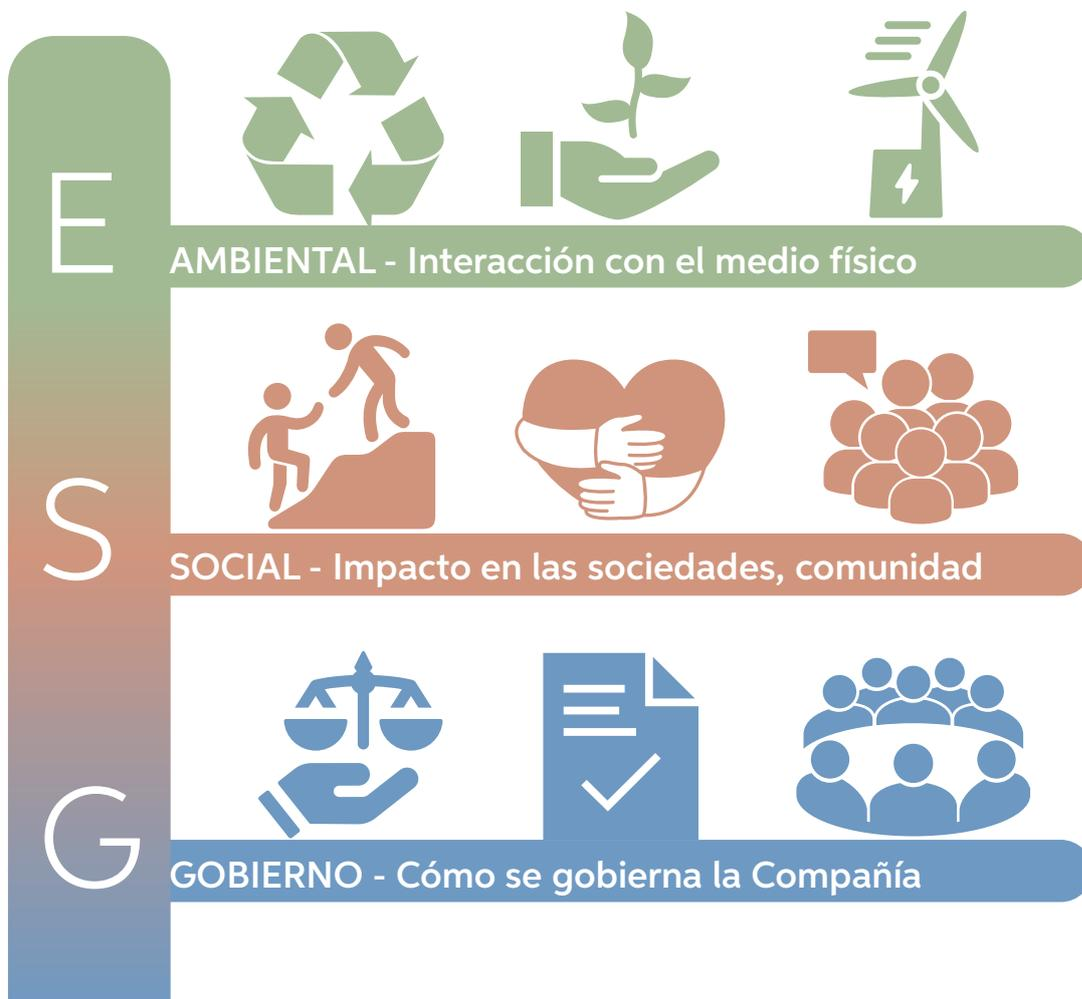 E
AMBIENTAL - Interacción con el medio físico
S
SOCIAL - Impacto en las sociedades, comunidad
G
GOBIERNO - Cómo se gobierna la Compañía